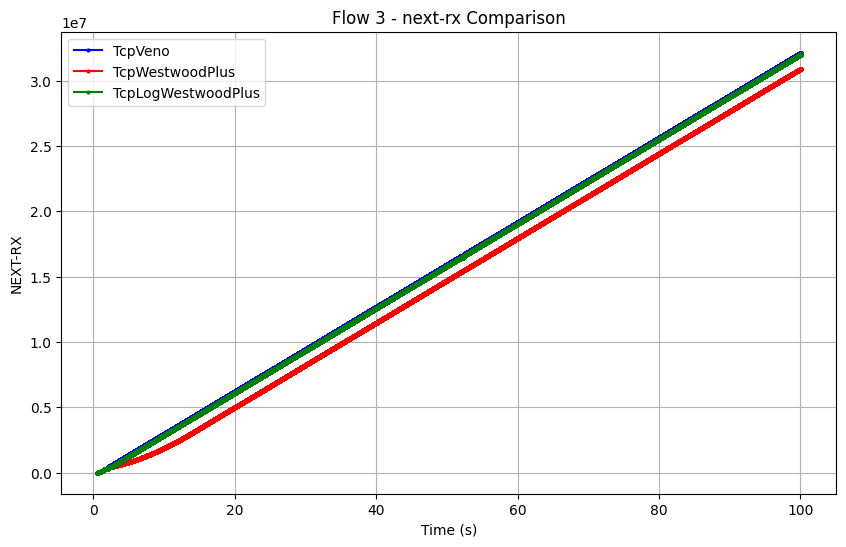 Flow 3 - next-rx Comparison
1e7
TcpVeno
TcpWestwoodPlus
TcpLogWestwoodPlus
3.0
2.5
2.0
1.5
1.0
0.5
0.0
NEXT-RX
0 20 40 60 80 100
Time (s)